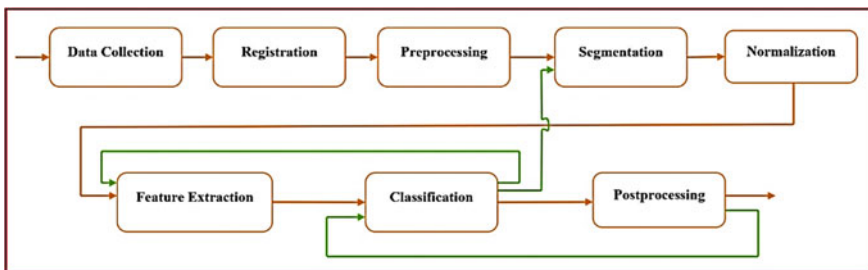 Data Collection
Registration
Preprocessing
Segmentation
Normalization
Feature Extraction
Classification
Postprocessing